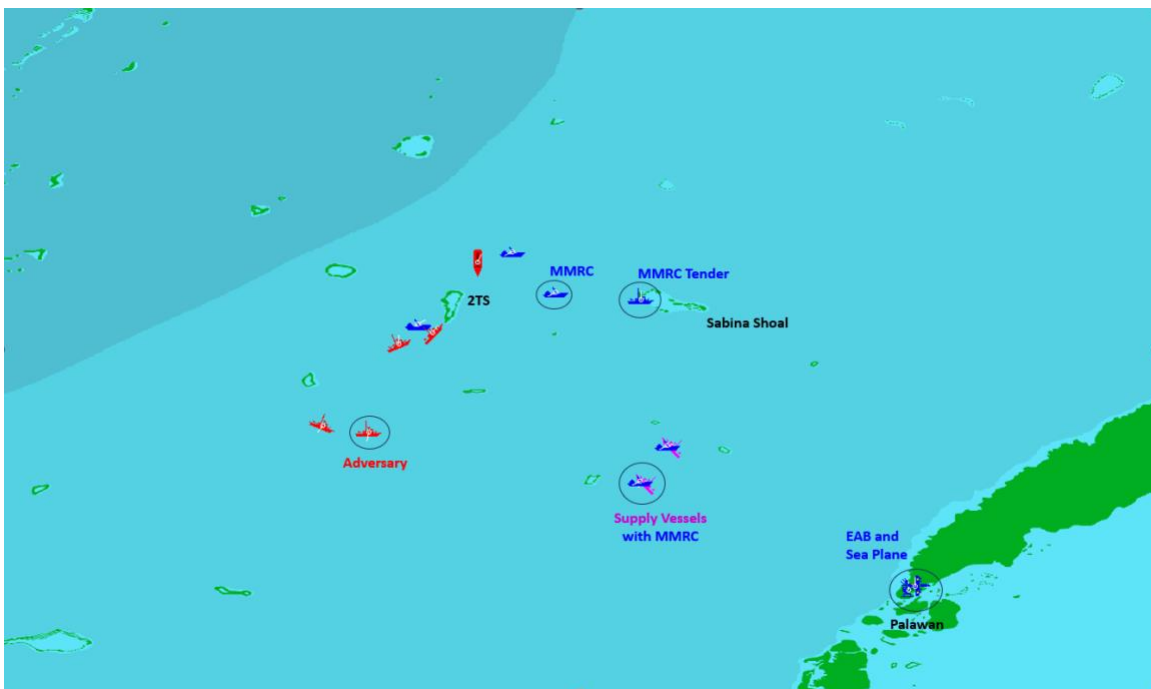 MMRC
MMRC Tender
2TS
Sabina Shoal
Adversary
Supply Vessels
with MMRC
EAB and
Sea Plane
Palawan